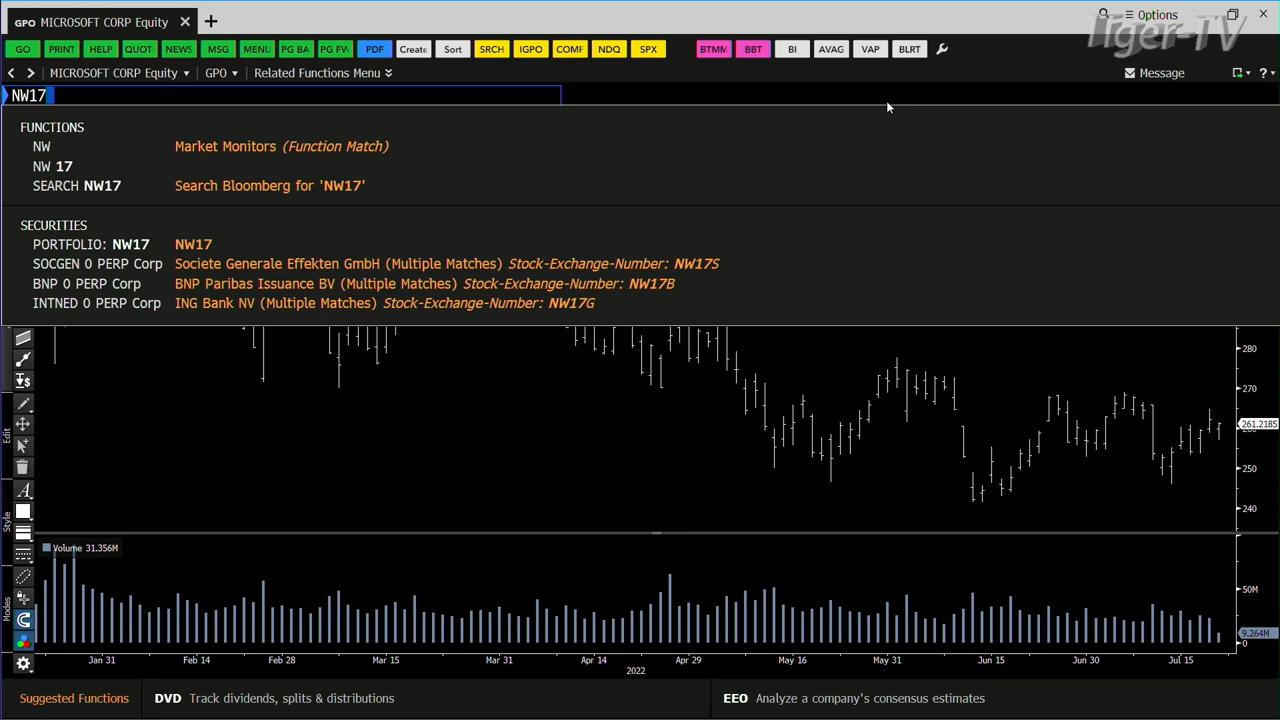 GPO MICROSOFT CORP Equity
Options
Tiger-TV
GO PRINT HELP QUOT NEWS MSG MENU PG BA PG FW PDF Create Sort SRCH IGPO COMF NDQ SPX BTMM BBT BI AVAG VAP BLRT
MICROSOFT CORP Equity GPO Related Functions Menu Message ?
NW17
FUNCTIONS
NW Market Monitors (Function Match)
NW 17
SEARCH NW17 Search Bloomberg for 'NW17'
SECURITIES
PORTFOLIO: NW17 NW17
SOCGEN 0 PERP Corp Societe Generale Effekten GmbH (Multiple Matches) Stock-Exchange-Number: NW17S
BNP 0 PERP Corp BNP Paribas Issuance BV (Multiple Matches) Stock-Exchange-Number: NW17B
INTNED 0 PERP Corp ING Bank NV (Multiple Matches) Stock-Exchange-Number: NW17G
280
270
261.2185
250
240
Edit
Style
Modes
Volume 31.356M
50M
9.264M
0
Jan 31 Feb 14 Feb 28 Mar 15 Mar 31 Apr 14 Apr 29 May 16 May 31 Jun 15 Jun 30 Jul 15
2022
Suggested Functions DVD Track dividends, splits & distributions EEO Analyze a company's consensus estimates